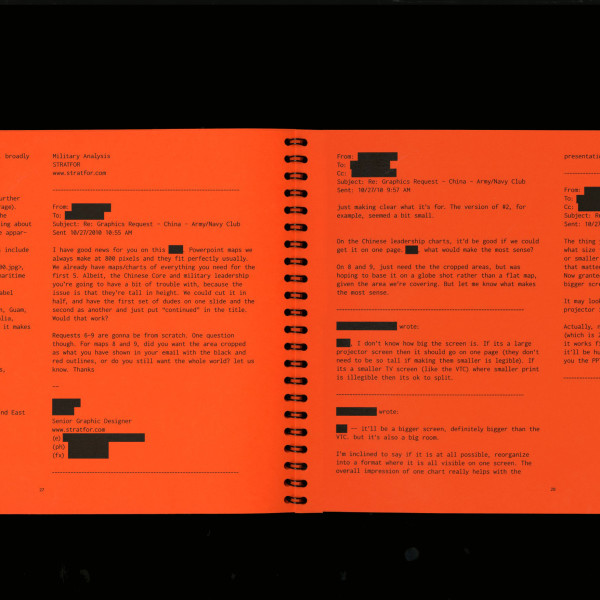 broadly
urther
rage).
he
ing about
e appar-
s include
00.jpg),
maritime
abel
n, Guam,
lia,
it makes
s,
nd East
Military Analysis
STRATFOR
www.stratfor.com
From:
To:
Subject: Re: Graphics Request - China - Army/Navy Club
Sent 10/27/2010 10:55 AM
I have good news for you on this . Powerpoint maps we
always make at 800 pixels and they fit perfectly usually.
We already have maps/charts of everything you need for the
first 5. Albeit, the Chinese Core and military leadership
you're going to have a bit of trouble with, because the
issue is that they're tall in height. We could cut it in
half, and have the first set of dudes on one slide and the
second as another and just put "continued" in the title.
Would that work?
Requests 6-9 are gonna be from scratch. One question
though. For maps 8 and 9, did you want the area cropped
as what you have shown in your email with the black and
red outlines, or do you still want the whole world? let us
know. Thanks
--
Senior Graphic Designer
www.stratfor.com
(e)
(ph)
(fx)
27
From:
To:
Cc:
Subject: Re: Graphics Request - China - Army/Navy Club
Sent: 10/27/10 9:57 AM
just making clear what it's for. The version of #2, for
example, seemed a bit small.
On the Chinese leadership charts, it'd be good if we could
get it on one page. , what would make the most sense?
On 8 and 9, just need the the cropped areas, but was
hoping to base it on a globe shot rather than a flat map,
given the area we're covering. But let me know what makes
the most sense.
wrote:
, I don't know how big the screen is. If its a large
projector screen then it should go on one page (they don't
need to be so tall if making them smaller is legible). If
its a smaller TV screen (like the VTC) where smaller print
is illegible then its ok to split.
wrote:
— it'll be a bigger screen, definitely bigger than the
VTC. but it's also a big room.
I'm inclined to say if it is at all possible, reorganize
into a format where it is all visible on one screen. The
overall impression of one chart really helps with the
28
presentatio
From:
To:
Subject: Re
Sent: 10/27
The thing
what size
or smaller
that matter
Now grante
bigger scre
It may look
projector
Actually,
(which is
it works fi
it'll be hu
you the PP